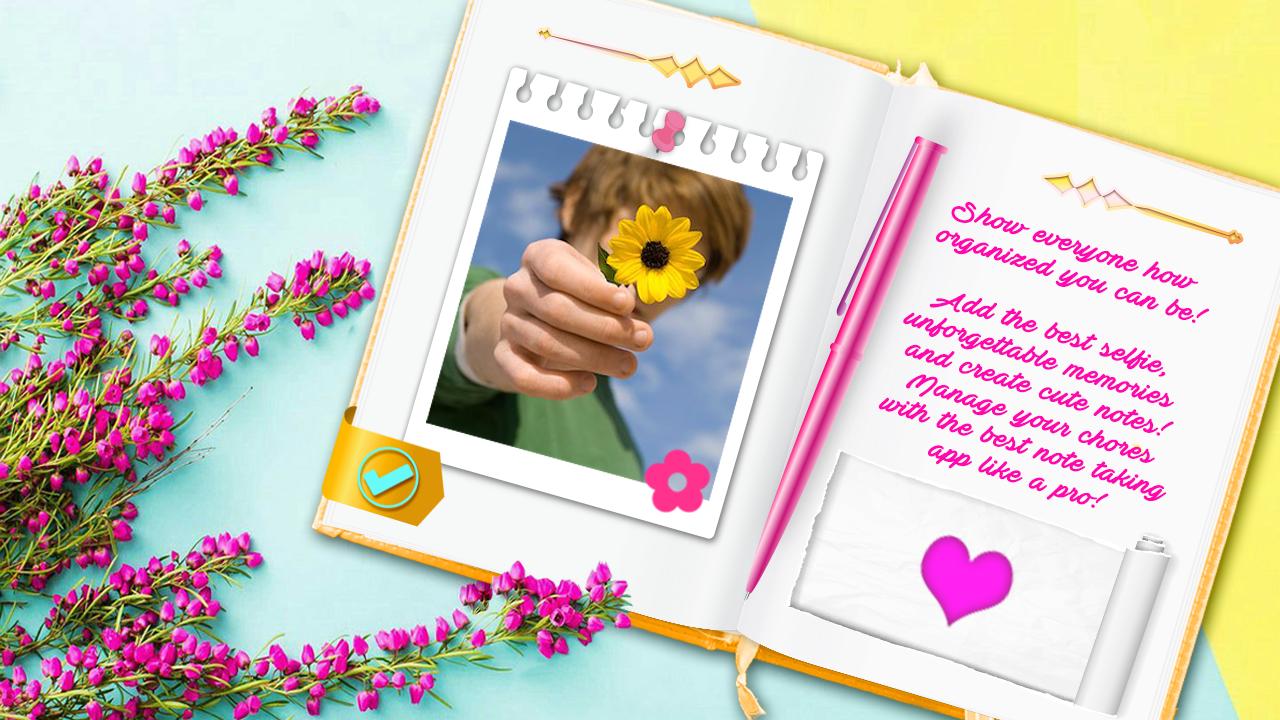 Show everyone how
organized you can be!
Add the best selfie,
unforgettable memories
and create cute notes!
Manage your chores
with the best note taking
app like a pro!